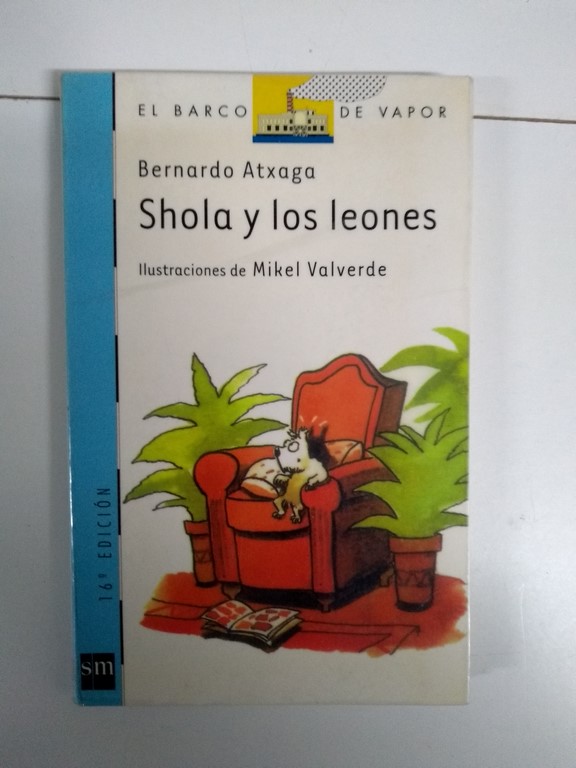 EL BARCO DE VAPOR
Bernardo Atxaga
Shola y los leones
Ilustraciones de Mikel Valverde
16ª EDICIÓN
sm